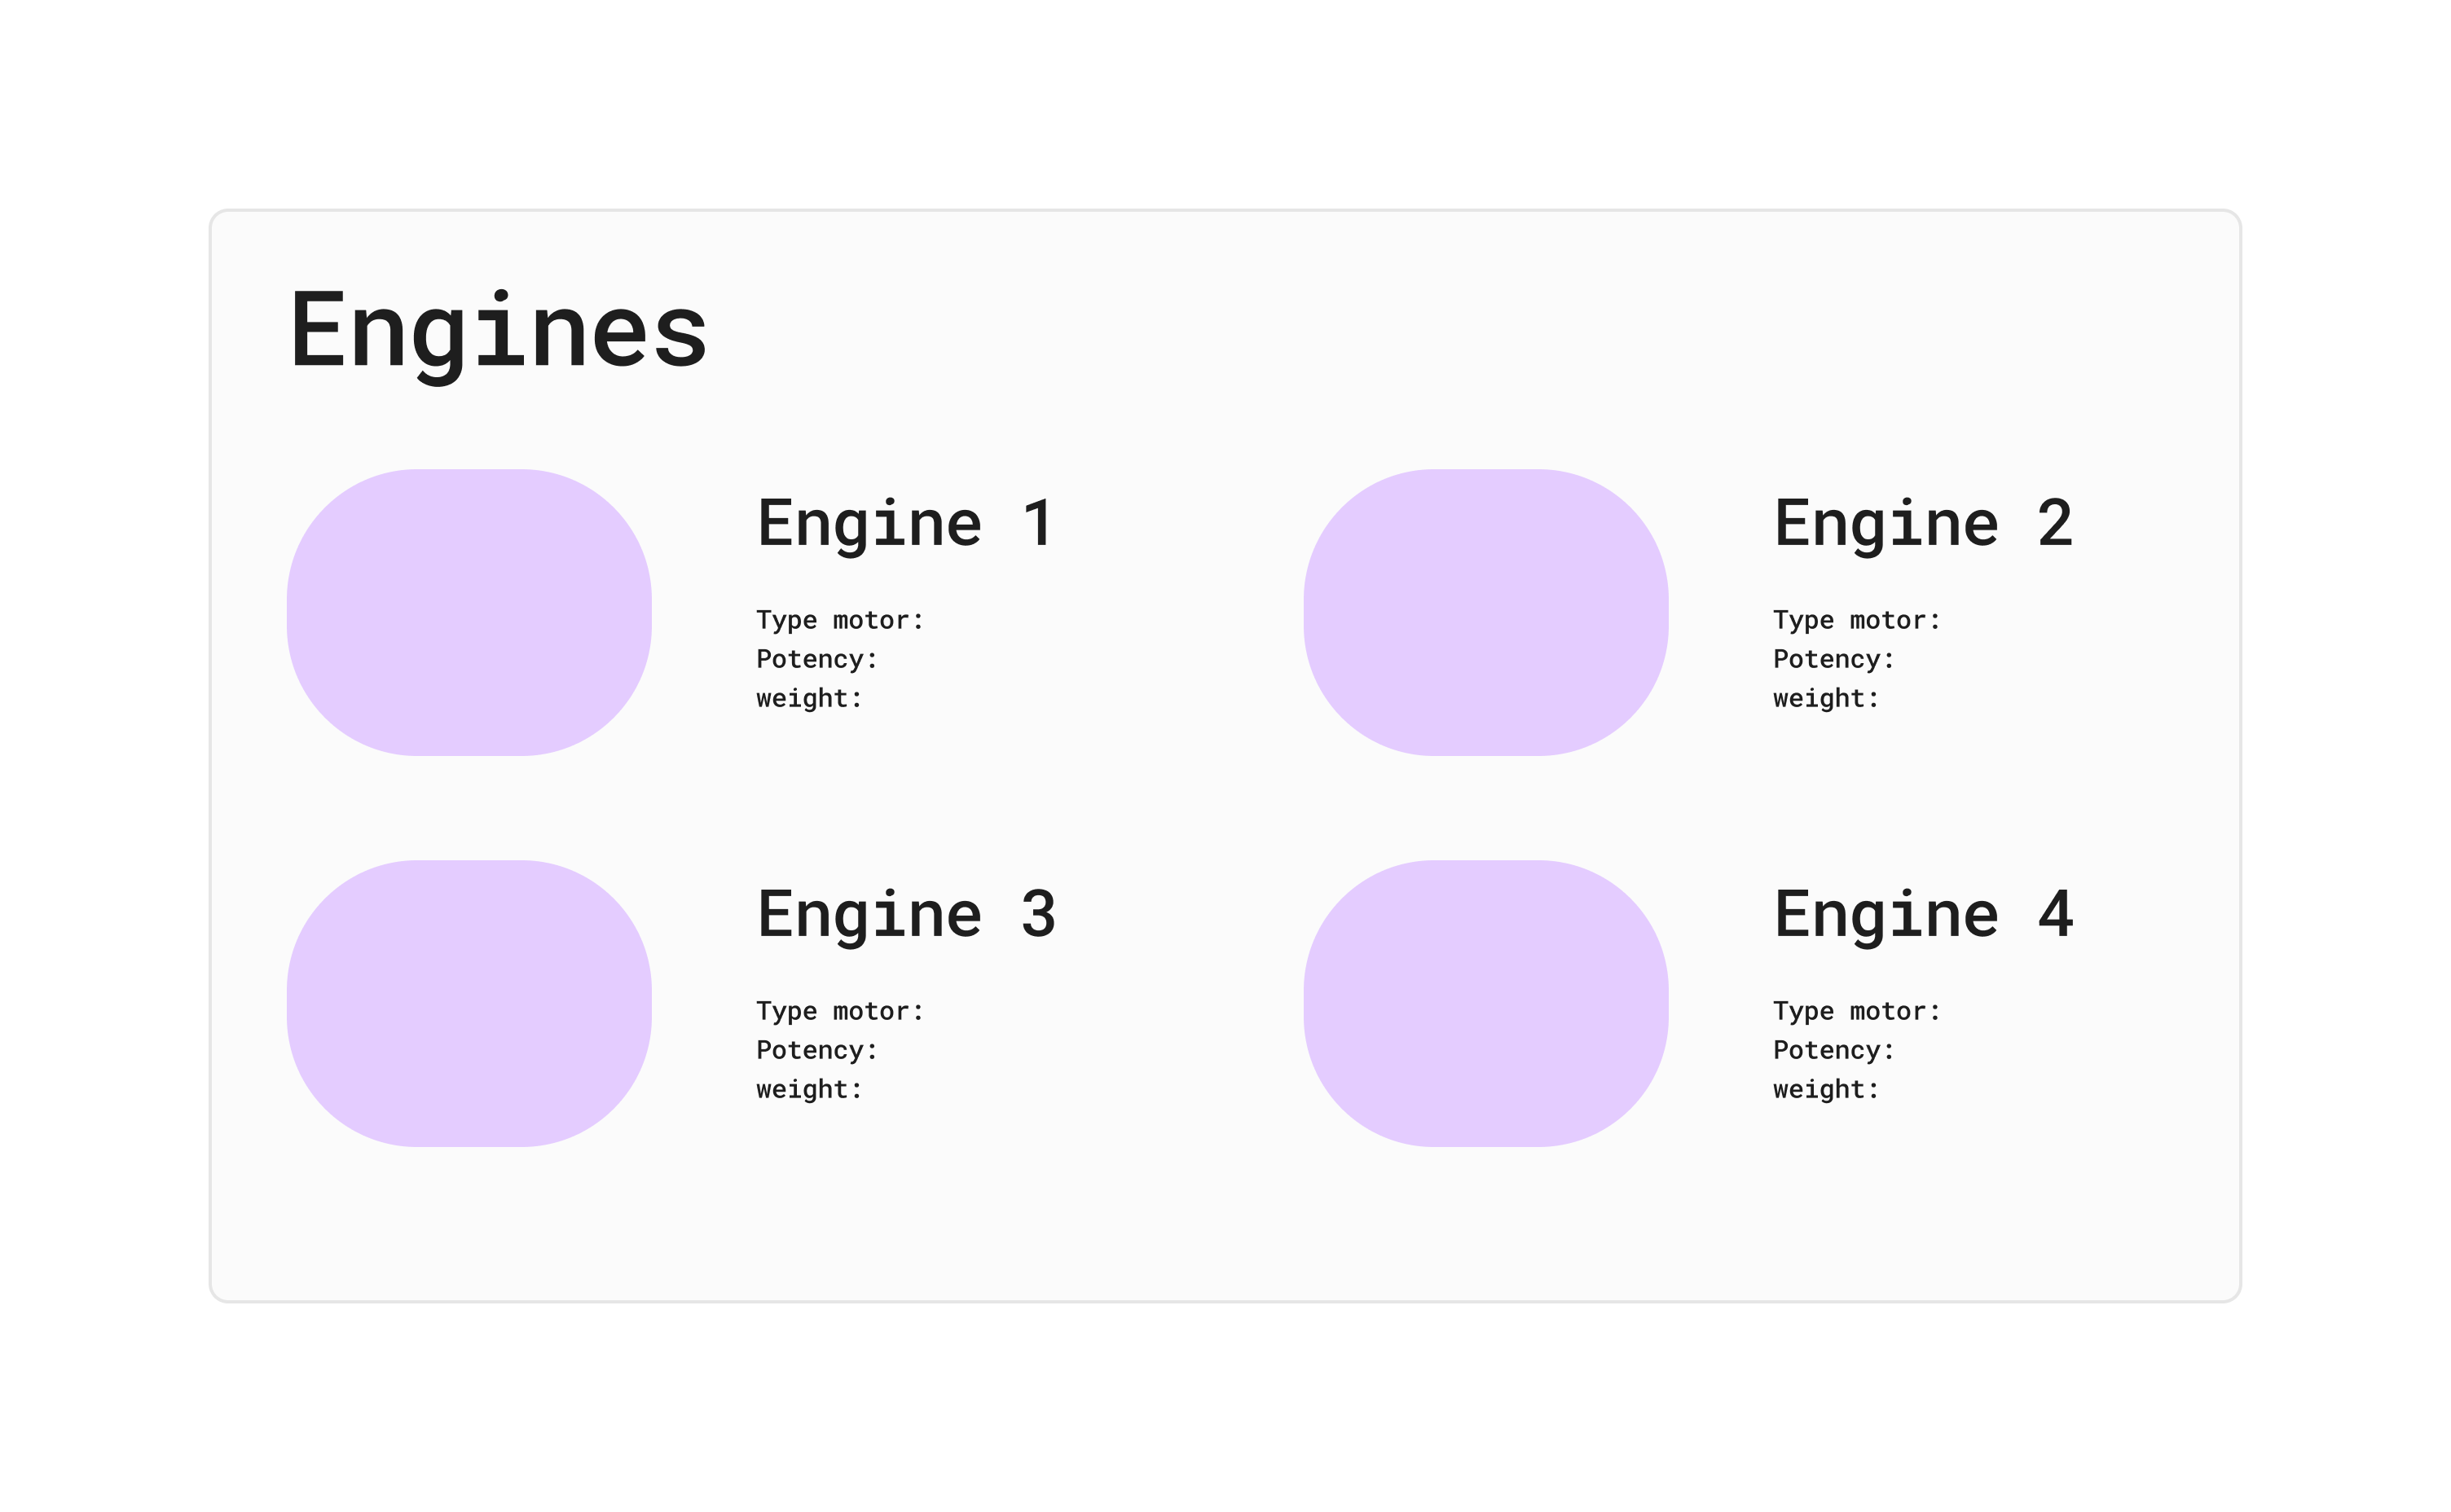 Engines
Engine 1
Type motor:
Potency:
weight:
Engine 2
Type motor:
Potency:
weight:
Engine 3
Type motor:
Potency:
weight:
Engine 4
Type motor:
Potency:
weight: